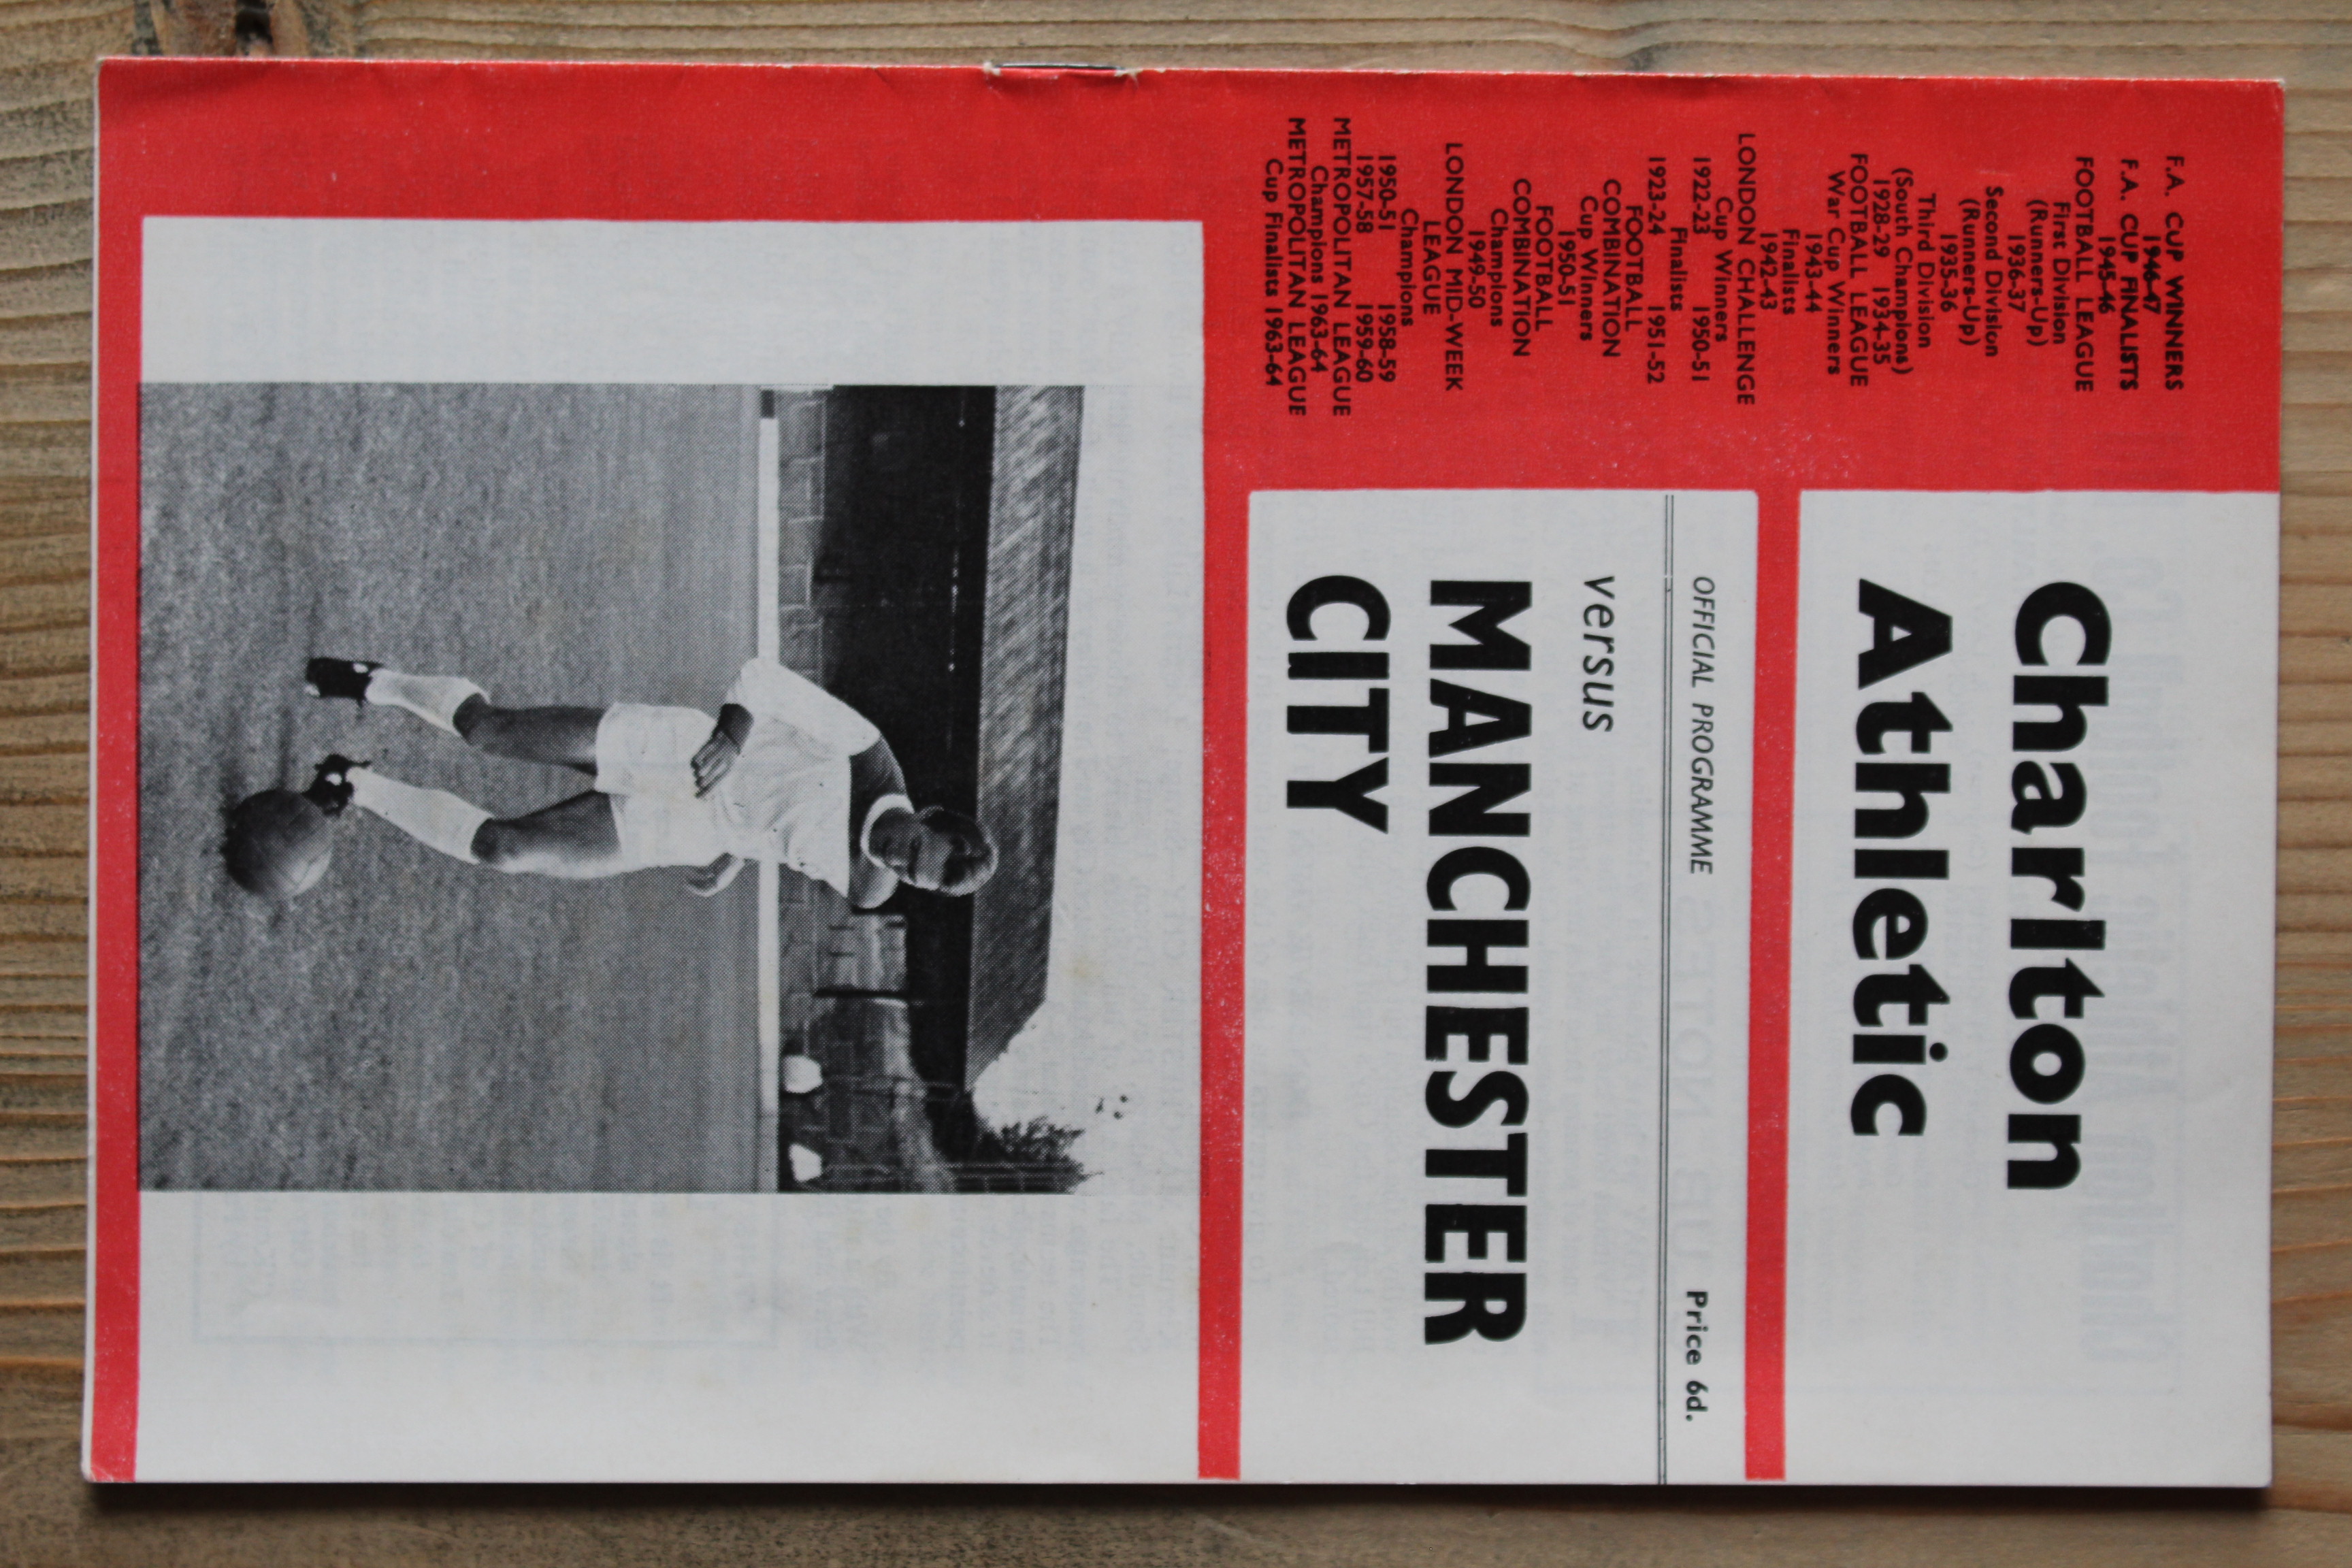 F.A. CUP WINNERS
1946-47
F.A. CUP FINALISTS
1945-46
FOOTBALL LEAGUE
First Division
(Runners-Up)
1936-37
Second Division
(Runners-Up)
1935-36
Third Division
(South Champions)
1928-29 1934-35
FOOTBALL LEAGUE
War Cup Winners
1943-44
Finalists
1942-43
LONDON CHALLENGE
Cup Winners
1922-23 1950-51
Finalists
1923-24 1951-52
FOOTBALL
COMBINATION
Cup Winners
1950-51
FOOTBALL
COMBINATION
Champions
1949-50
LONDON MID-WEEK
LEAGUE
Champions
1950-51 1958-59
1957-58 1959-60
METROPOLITAN LEAGUE
Champions 1963-64
METROPOLITAN LEAGUE
Cup Finalists 1963-64
Charlton
Athletic
OFFICIAL PROGRAMME Price 6d.
versus
MANCHESTER
CITY